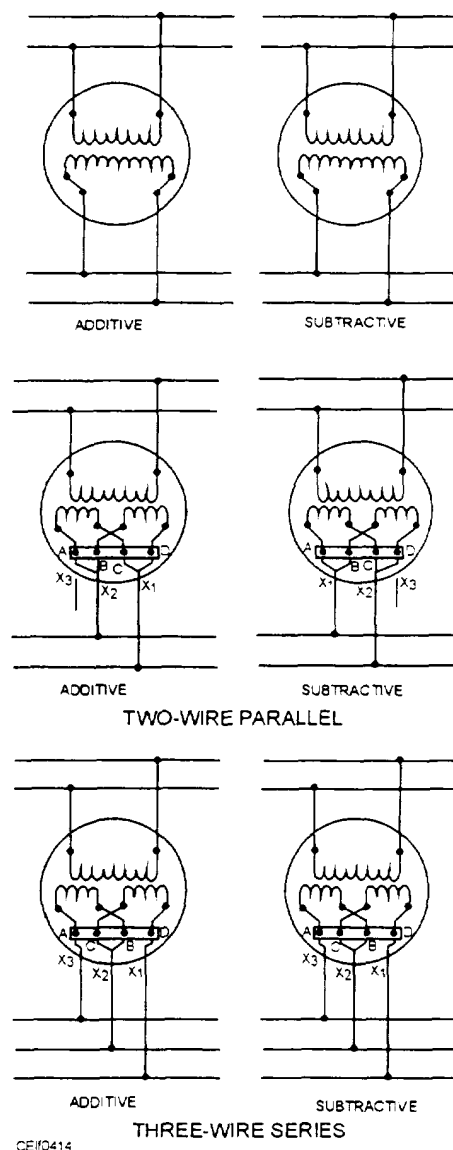 ADDITIVE SUBTRACTIVE
A B C D A B C D
X3 X2 X1 X1 X2 X3
ADDITIVE SUBTRACTIVE
TWO-WIRE PARALLEL
A C B D A C B D
X3 X2 X1 X3 X2 X1
ADDITIVE SUBTRACTIVE
THREE-WIRE SERIES
CEIf0414